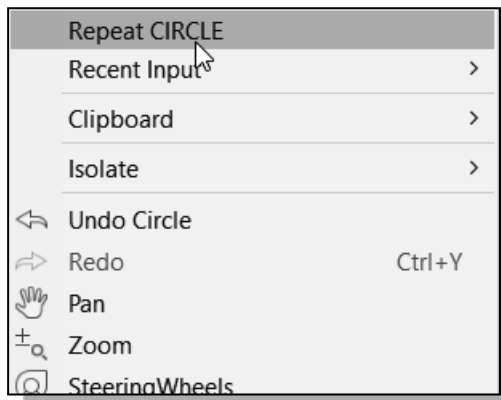 Repeat CIRCLE
Recent Input
Clipboard
Isolate
Undo Circle
Redo Ctrl+Y
Pan
Zoom
SteeringWheels